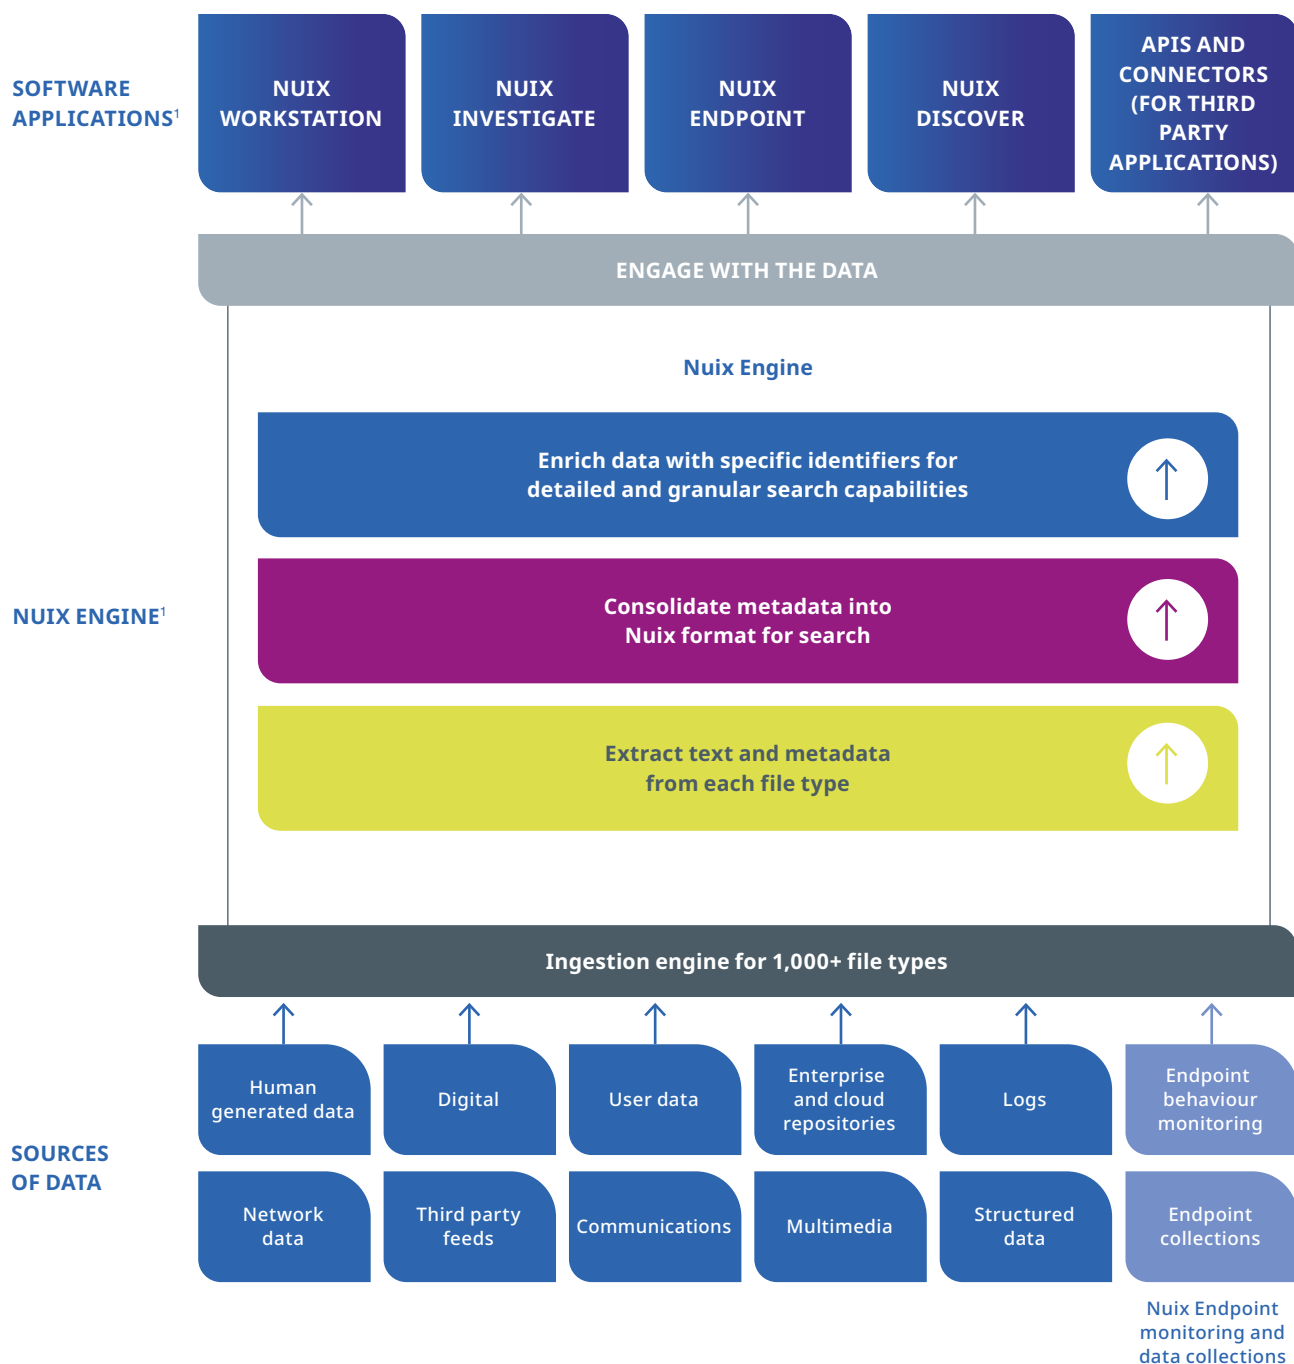 SOFTWARE
APPLICATIONS¹
NUIX
WORKSTATION
NUIX
INVESTIGATE
NUIX
ENDPOINT
NUIX
DISCOVER
APIS AND
CONNECTORS
(FOR THIRD
PARTY
APPLICATIONS)
ENGAGE WITH THE DATA
Nuix Engine
Enrich data with specific identifiers for
detailed and granular search capabilities
NUIX ENGINE¹
Consolidate metadata into
Nuix format for search
Extract text and metadata
from each file type
Ingestion engine for 1,000+ file types
SOURCES
OF DATA
Human
generated data
Digital
User data
Enterprise
and cloud
repositories
Logs
Endpoint
behaviour
monitoring
Network
data
Third party
feeds
Communications
Multimedia
Structured
data
Endpoint
collections
Nuix Endpoint
monitoring and
data collections